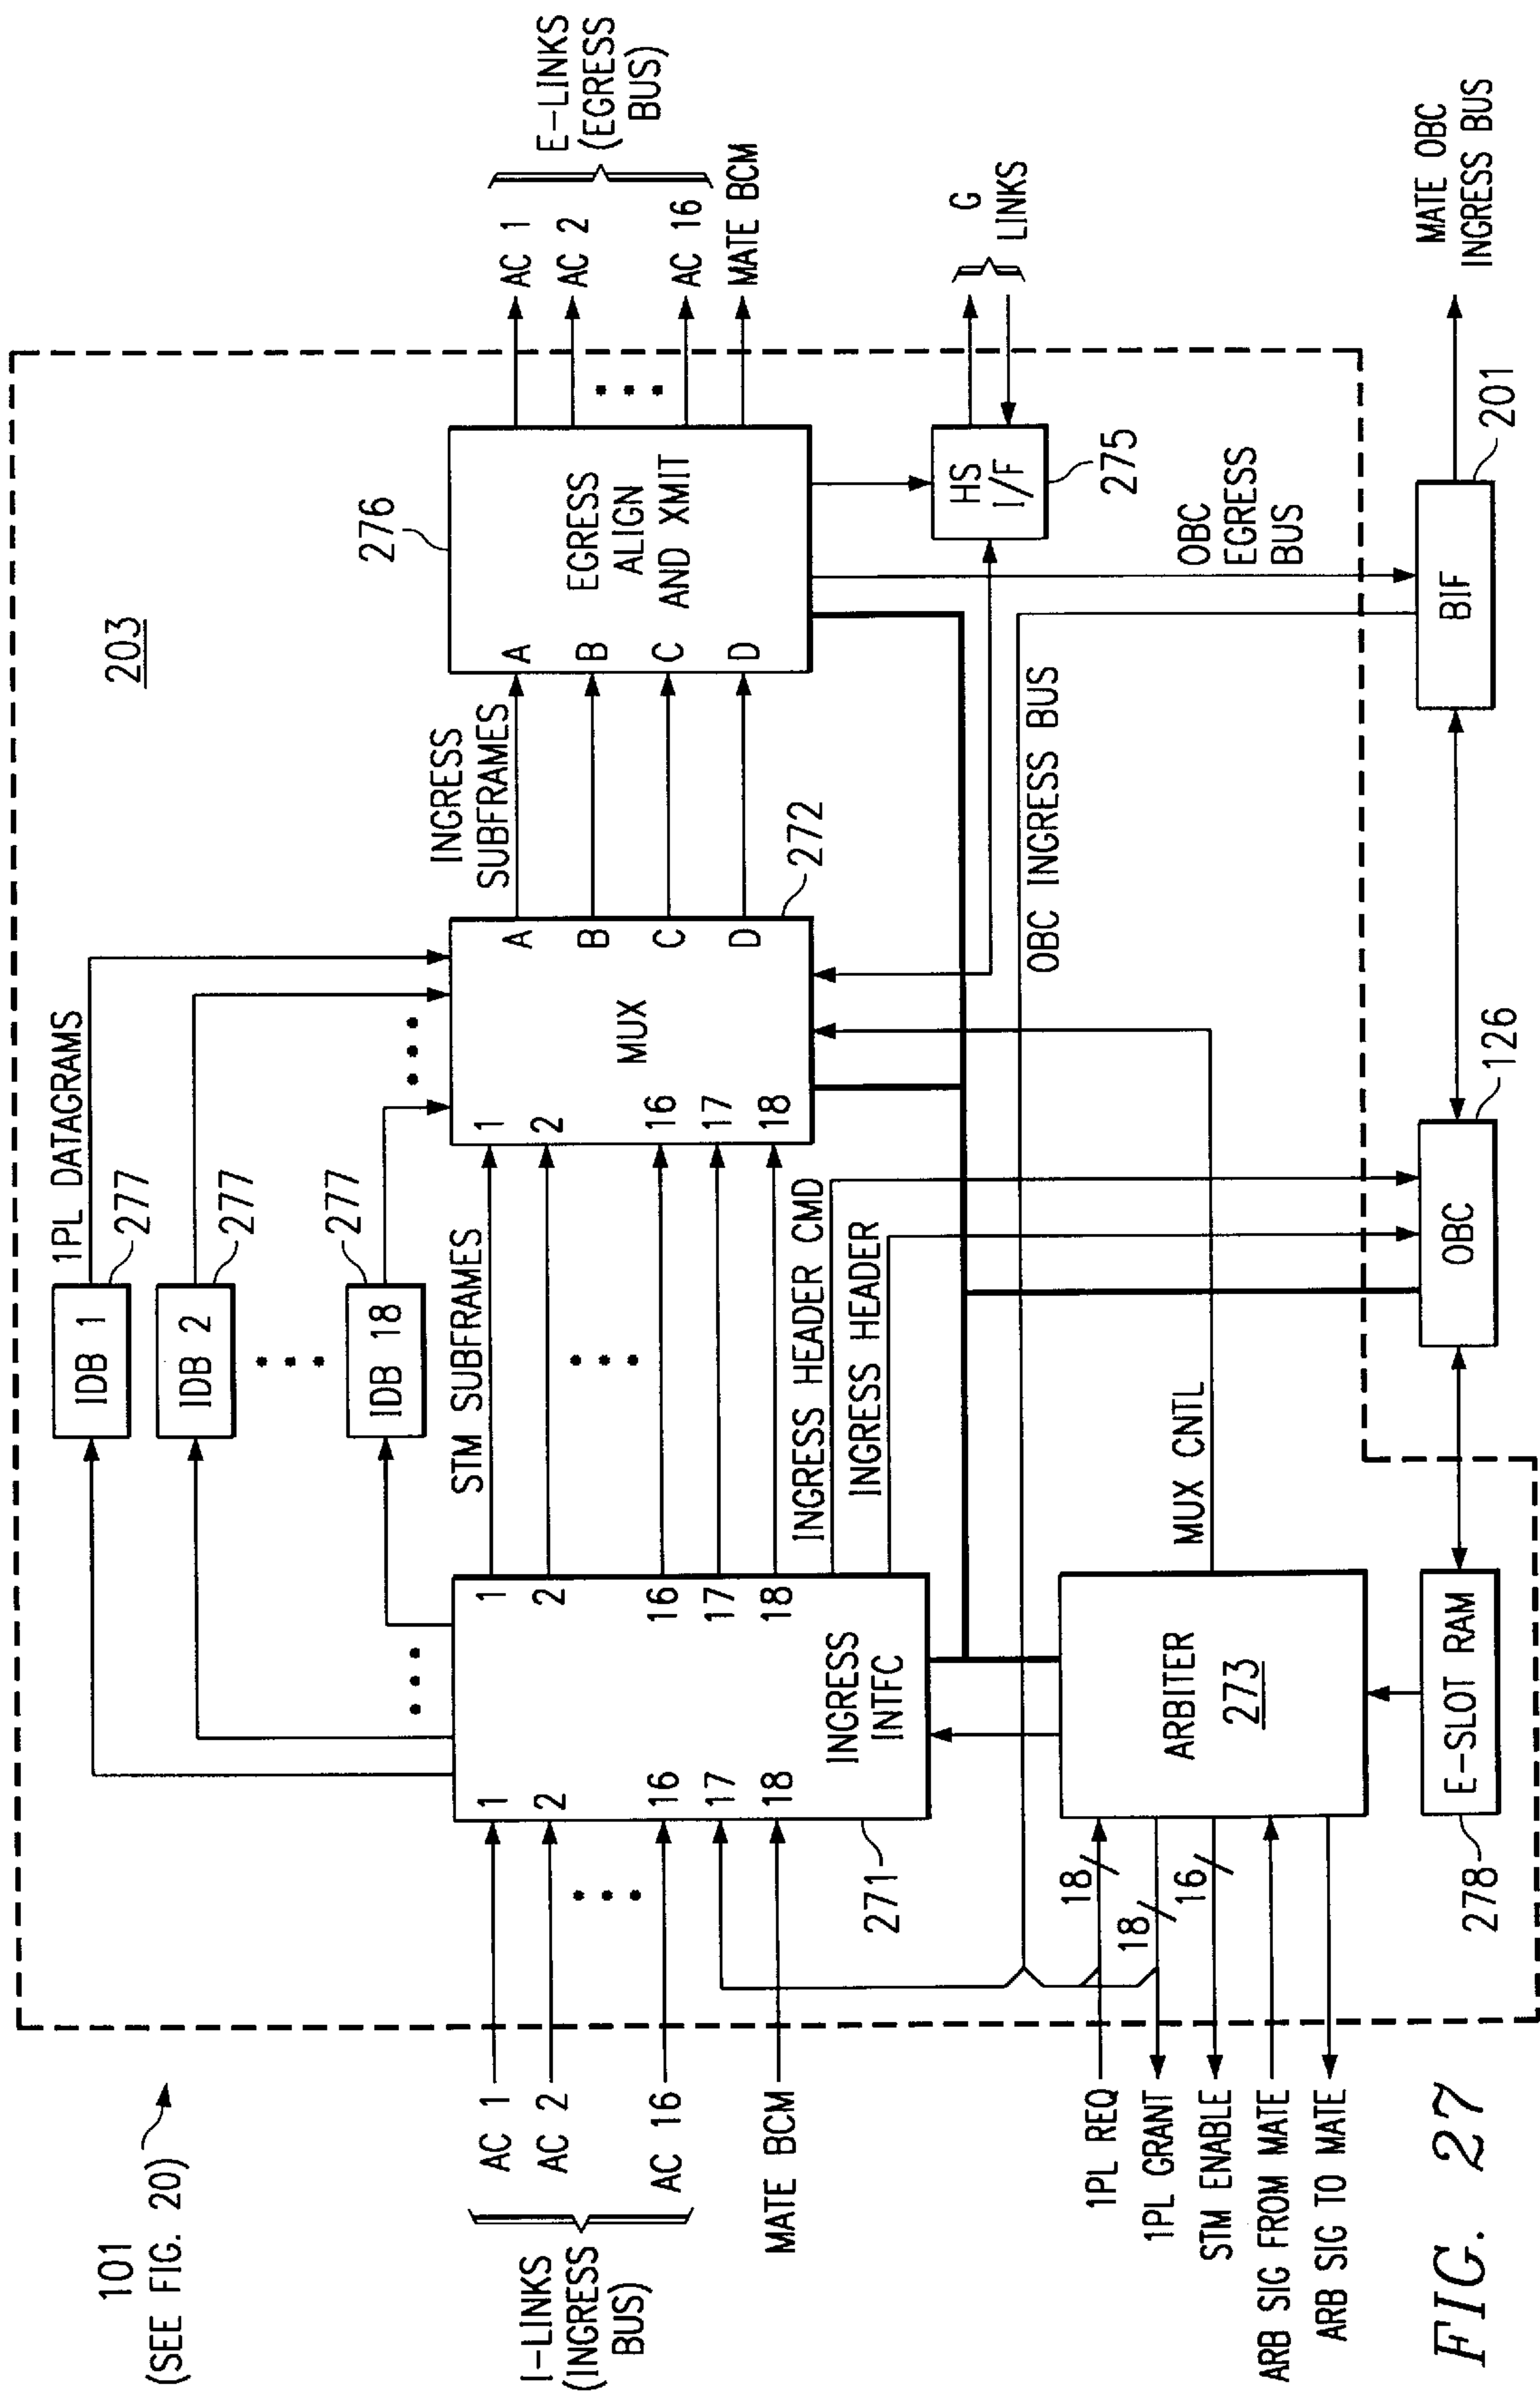 101
(SEE FIG. 20)
203
I-LINKS
(INGRESS
BUS)
AC 1
AC 2
AC 16
MATE BCM
1PL REQ
1PL GRANT
STM ENABLE
ARB SIG FROM MATE
ARB SIG TO MATE
18
18
16
1
2
16
17
18
1
2
16
17
18
INGRESS
INTFC
271
ARBITER
273
E-SLOT RAM
278
IDB 1
277
IDB 2
277
IDB 18
277
1PL DATAGRAMS
STM SUBFRAMES
INGRESS HEADER CMD
INGRESS HEADER
MUX CNTL
1
2
16
17
18
MUX
A
B
C
D
272
INGRESS
SUBFRAMES
A
B
C
D
EGRESS
ALIGN
AND XMIT
276
OBC INGRESS BUS
OBC
EGRESS
BUS
HS
I/F
275
OBC
126
BIF
201
AC 1
AC 2
AC 16
MATE BCM
E-LINKS
(EGRESS
BUS)
G
LINKS
MATE OBC
INGRESS BUS
FIG. 27